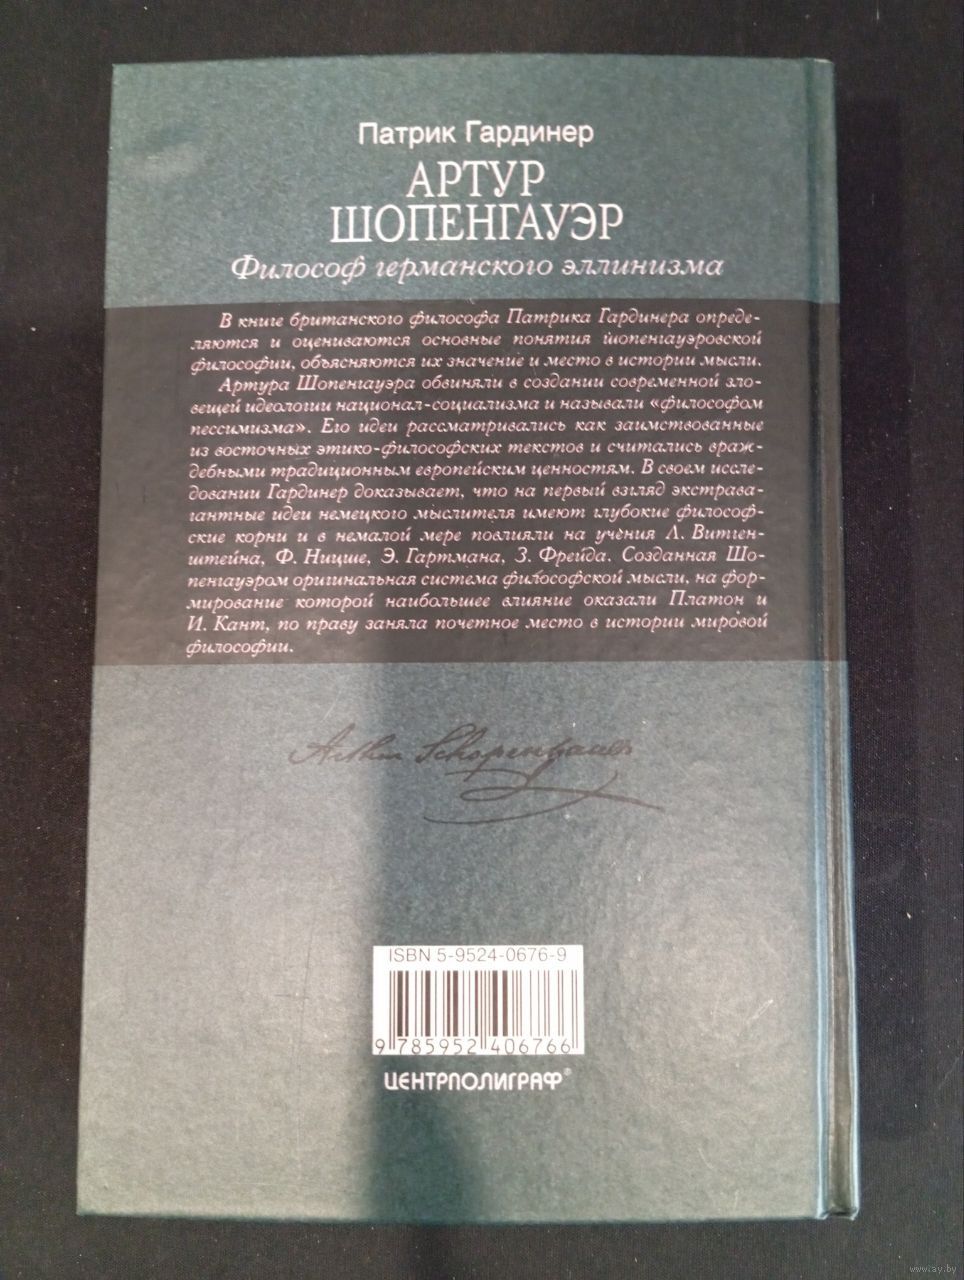 Патрик Гардинер
АРТУР
ШОПЕНГАУЭР
Философ германского эллинизма
В книге британского философа Патрика Гардинера опреде-
ляются и оцениваются основные понятия шопенгауэровской
философии, объясняются их значение и место в истории мысли.
Артура Шопенгауэра обвиняли в создании современной зло-
вещей идеологии национал-социализма и называли «философом
пессимизма». Его идеи рассматривались как заимствованные
из восточных этико-философских текстов и считались враж-
дебными традиционным европейским ценностям. В своем иссле-
довании Гардинер доказывает, что на первый взгляд экстрава-
гантные идеи немецкого мыслителя имеют глубокие философ-
ские корни и в немалой мере повлияли на учения Л. Витген-
штейна, Ф. Ницше, Э. Гартмана, З. Фрейда. Созданная Шо-
пенгауэром оригинальная система философской мысли, на фор-
мирование которой наибольшее влияние оказали Платон и
И. Кант, по праву заняла почетное место в истории мировой
философии.
Arthur Schopenhauer
ISBN 5-9524-0676-9
9 785952 406766
ЦЕНТРПОЛИГРАФ®
www.ay.by